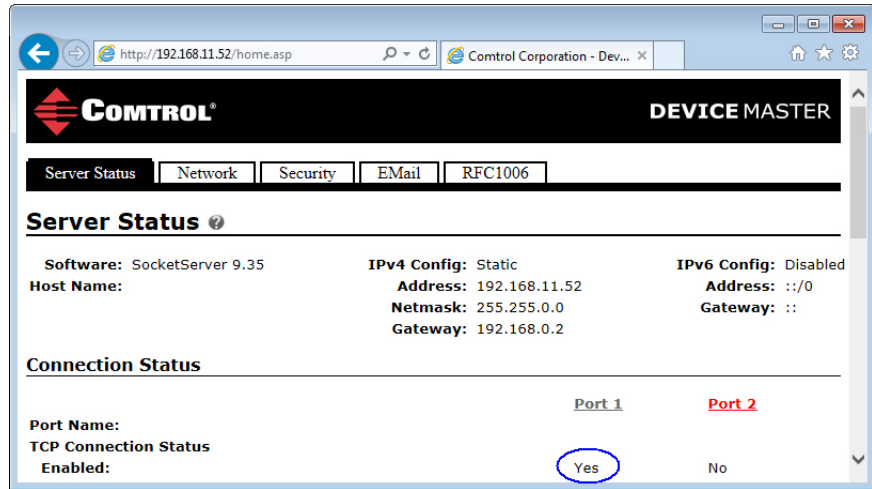 http://192.168.11.52/home.asp
Comtrol Corporation - Dev...
COMTROL®
DEVICEMASTER
Server Status Network Security EMail RFC1006
Server Status
Software: SocketServer 9.35 IPv4 Config: Static IPv6 Config: Disabled
Host Name: Address: 192.168.11.52 Address: ::/0
Netmask: 255.255.0.0 Gateway: ::
Gateway: 192.168.0.2
Connection Status
Port 1 Port 2
Port Name:
TCP Connection Status
Enabled: Yes No